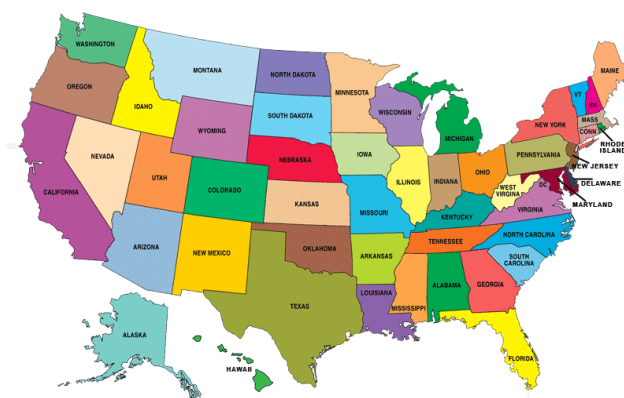 WASHINGTON
MONTANA
NORTH DAKOTA
MINNESOTA
MAINE
OREGON
IDAHO
WYOMING
SOUTH DAKOTA
WISCONSIN
MICHIGAN
NEW YORK
VT
NH
MASS
CONN
RHODE
ISLAND
NEVADA
UTAH
COLORADO
NEBRASKA
IOWA
ILLINOIS
INDIANA
OHIO
PENNSYLVANIA
NEW JERSEY
DELAWARE
MARYLAND
DC
WEST
VIRGINIA
VIRGINIA
CALIFORNIA
KANSAS
MISSOURI
KENTUCKY
ARIZONA
NEW MEXICO
OKLAHOMA
ARKANSAS
TENNESSEE
NORTH CAROLINA
SOUTH
CAROLINA
TEXAS
LOUISIANA
MISSISSIPPI
ALABAMA
GEORGIA
FLORIDA
ALASKA
HAWAII